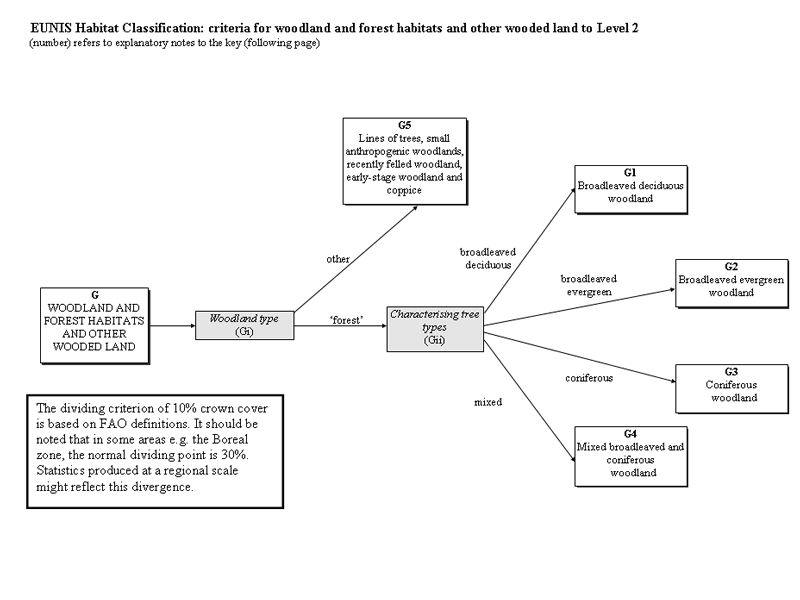 EUNIS Habitat Classification: criteria for woodland and forest habitats and other wooded land to Level 2
(number) refers to explanatory notes to the key (following page)
G5
Lines of trees, small
anthropogenic woodlands,
recently felled woodland,
early-stage woodland and
coppice
G1
Broadleaved deciduous
woodland
other
broadleaved
deciduous
G2
Broadleaved evergreen
woodland
broadleaved
evergreen
G
WOODLAND AND
FOREST HABITATS
AND OTHER
WOODED LAND
Woodland type
(Gi)
‘forest’
Characterising tree
types
(Gii)
coniferous
G3
Coniferous
woodland
mixed
G4
Mixed broadleaved and
coniferous
woodland
The dividing criterion of 10% crown cover
is based on FAO definitions. It should be
noted that in some areas e.g. the Boreal
zone, the normal dividing point is 30%.
Statistics produced at a regional scale
might reflect this divergence.